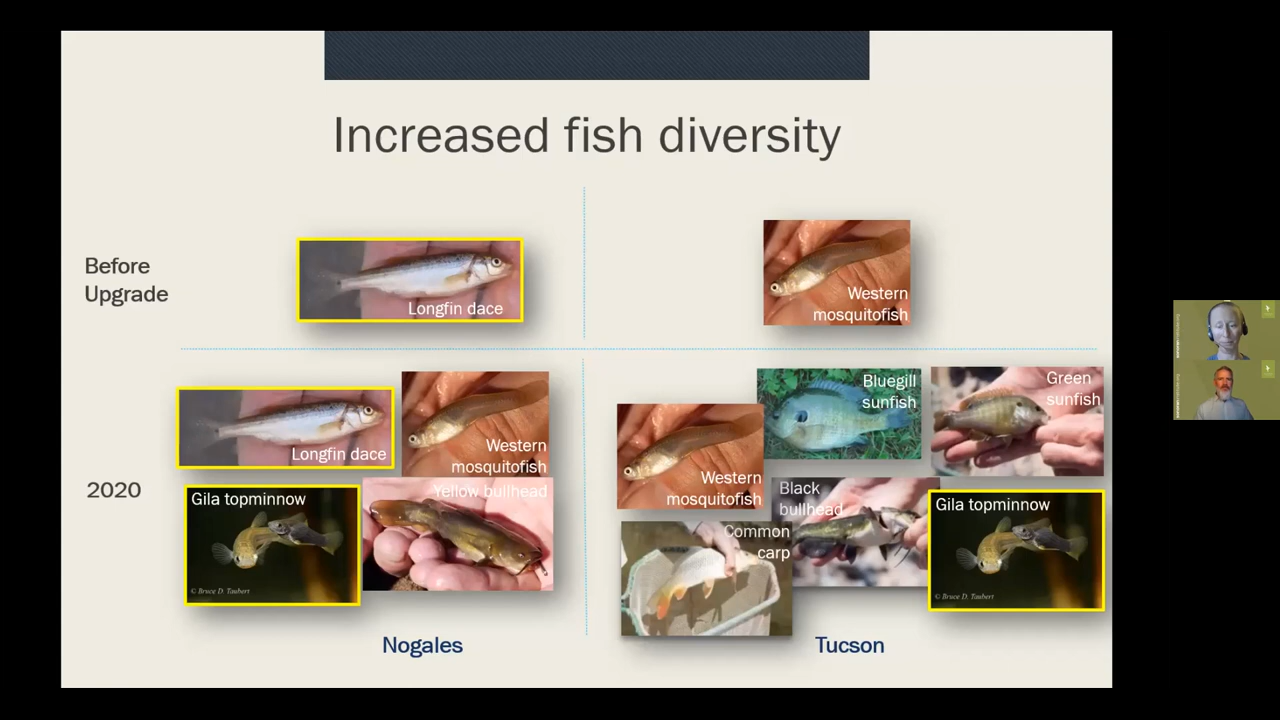 Increased fish diversity
Before
Upgrade
Longfin dace
Western
mosquitofish
Longfin dace
Western
mosquitofish
Bluegill
sunfish
Green
sunfish
Western
mosquitofish
2020
Gila topminnow
© Bruce D. Taubert
Yellow bullhead
Black
bullhead
Common
carp
Gila topminnow
© Bruce D. Taubert
Nogales
Tucson